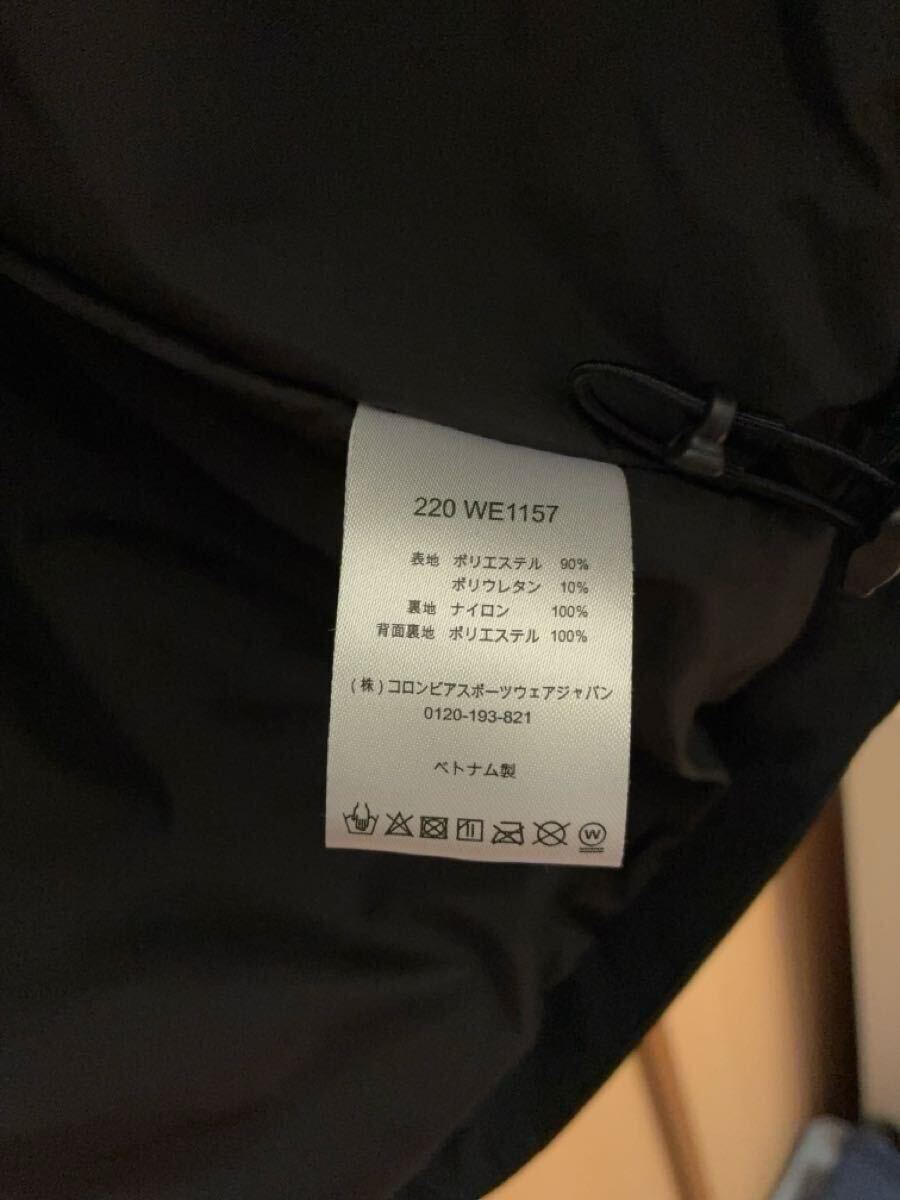 220 WE1157
表地 ポリエステル 90%
ポリウレタン 10%
裏地 ナイロン 100%
背面裏地 ポリエステル 100%
(株)コロンビアスポーツウェアジャパン
0120-193-821
ベトナム製
W